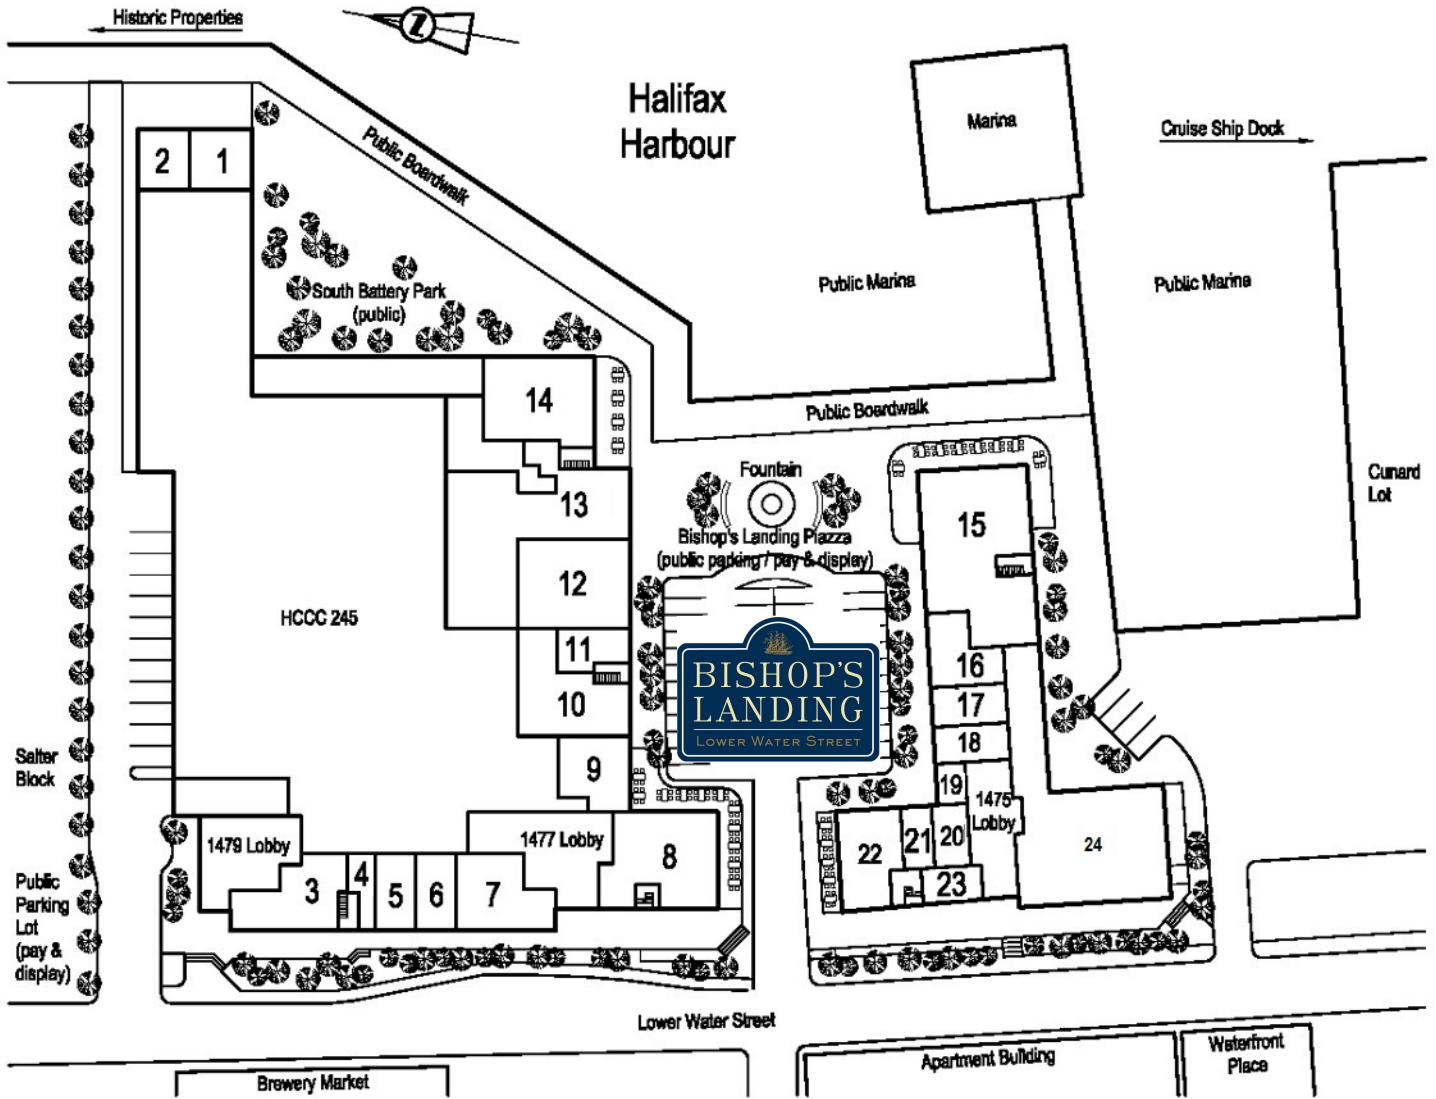 Historic Properties
Z
Halifax
Harbour
Marina
Cruise Ship Dock
Public Boardwalk
2
1
South Battery Park
(public)
Public Marina
Public Marina
14
Public Boardwalk
Fountain
Cunard
Lot
13
15
Bishop's Landing Plazza
(public parking / pay & display)
12
HCCC 245
11
10
BISHOP'S
LANDING
LOWER WATER STREET
16
17
18
9
19
Salter
Block
1475
Lobby
1479 Lobby
1477 Lobby
8
22
21
20
24
3
4
5
6
7
23
Public
Parking
Lot
(pay &
display)
Lower Water Street
Brewery Market
Apartment Building
Waterfront
Place